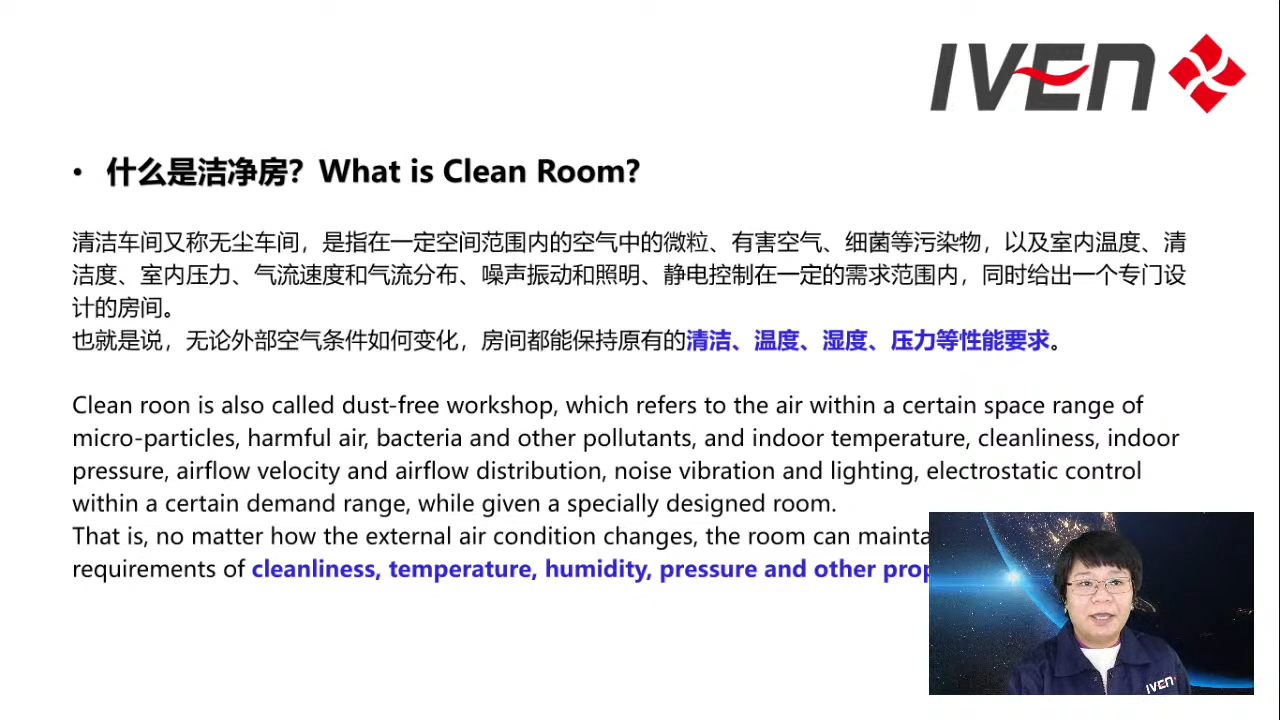 IVEN
• 什么是洁净房？What is Clean Room?
清洁车间又称无尘车间，是指在一定空间范围内的空气中的微粒、有害空气、细菌等污染物，以及室内温度、清
洁度、室内压力、气流速度和气流分布、噪声振动和照明、静电控制在一定的需求范围内，同时给出一个专门设
计的房间。
也就是说，无论外部空气条件如何变化，房间都能保持原有的清洁、温度、湿度、压力等性能要求。
Clean roon is also called dust-free workshop, which refers to the air within a certain space range of
micro-particles, harmful air, bacteria and other pollutants, and indoor temperature, cleanliness, indoor
pressure, airflow velocity and airflow distribution, noise vibration and lighting, electrostatic control
within a certain demand range, while given a specially designed room.
That is, no matter how the external air condition changes, the room can
requirements of cleanliness, temperature, humidity, pressure and other
IVEN